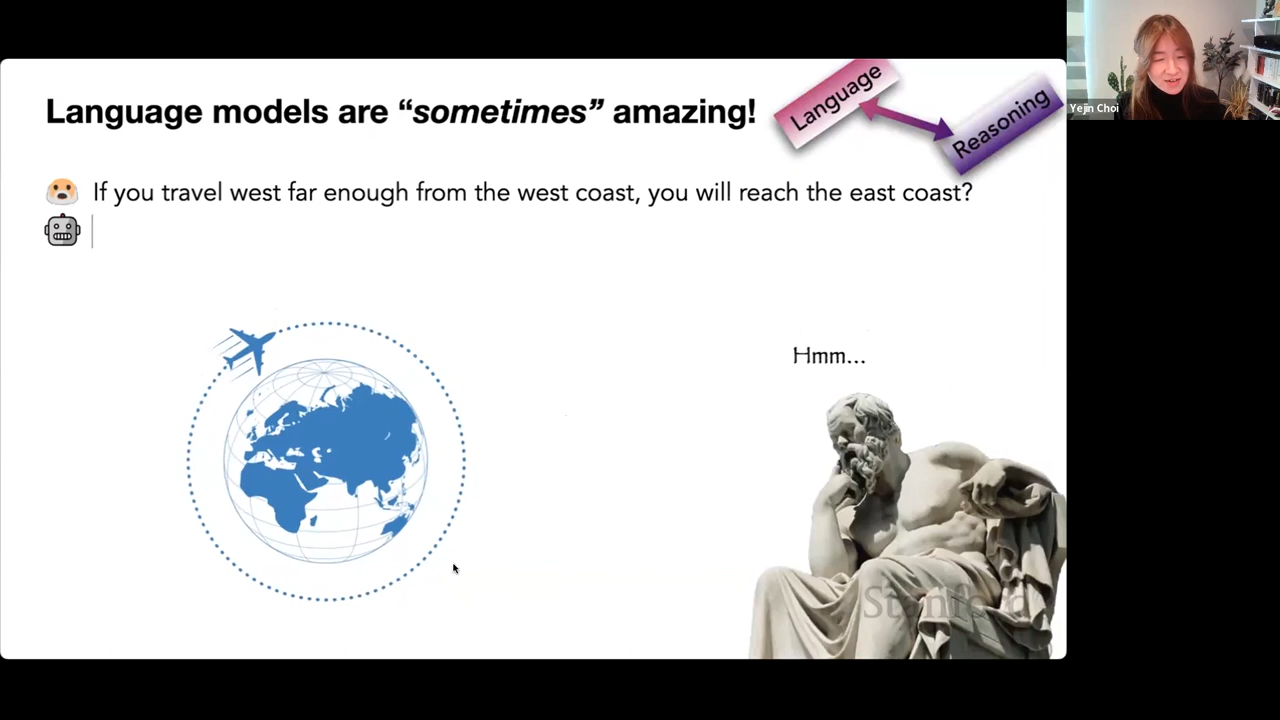 Language models are “sometimes” amazing!
Language
Reasoning
Yejin Choi
If you travel west far enough from the west coast, you will reach the east coast?
Hmm...
Stanford